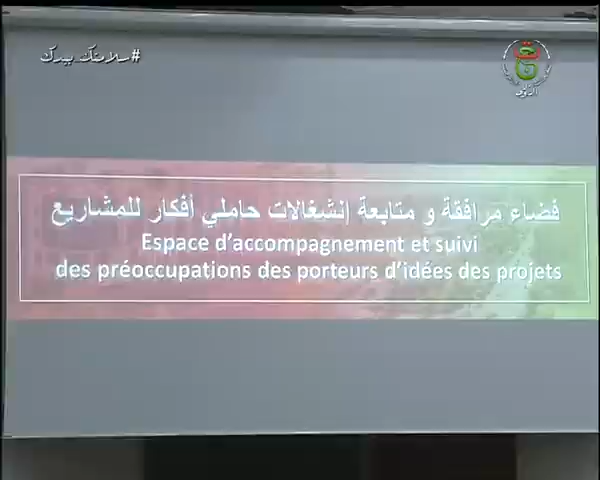 #سلامتك بيدك
فضاء مرافقة و متابعة إنشغالات حاملي أفكار للمشاريع
Espace d'accompagnement et suivi
des préoccupations des porteurs d'idées des projets